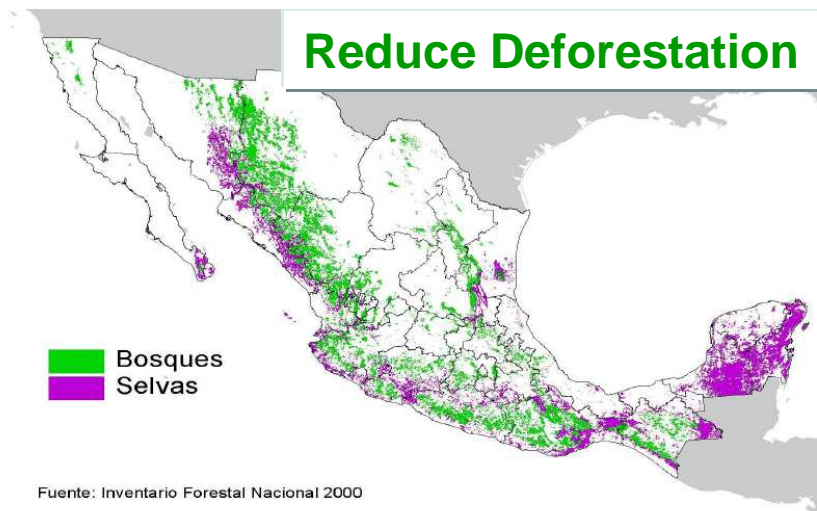 Reduce Deforestation
Bosques
Selvas
Fuente: Inventario Forestal Nacional 2000